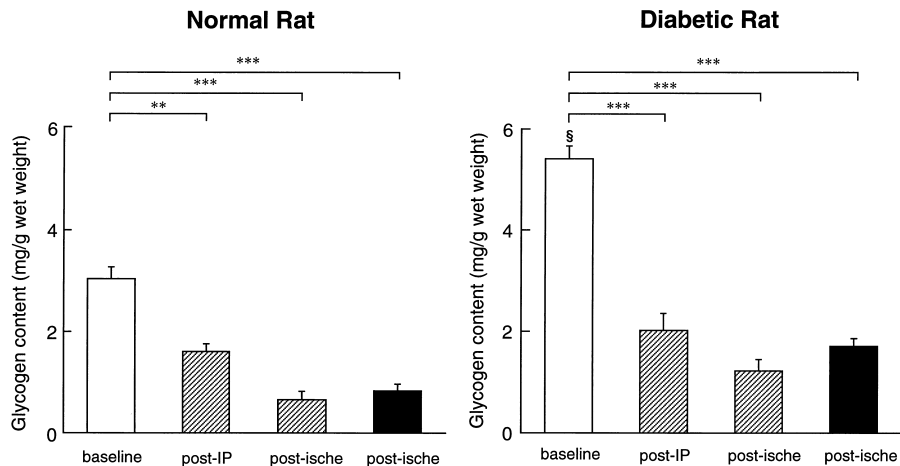 Normal Rat
***
***
**
Glycogen content (mg/g wet weight)
6
4
2
0
baseline
post-IP
post-ische
post-ische
Diabetic Rat
***
***
***
§
Glycogen content (mg/g wet weight)
6
4
2
0
baseline
post-IP
post-ische
post-ische